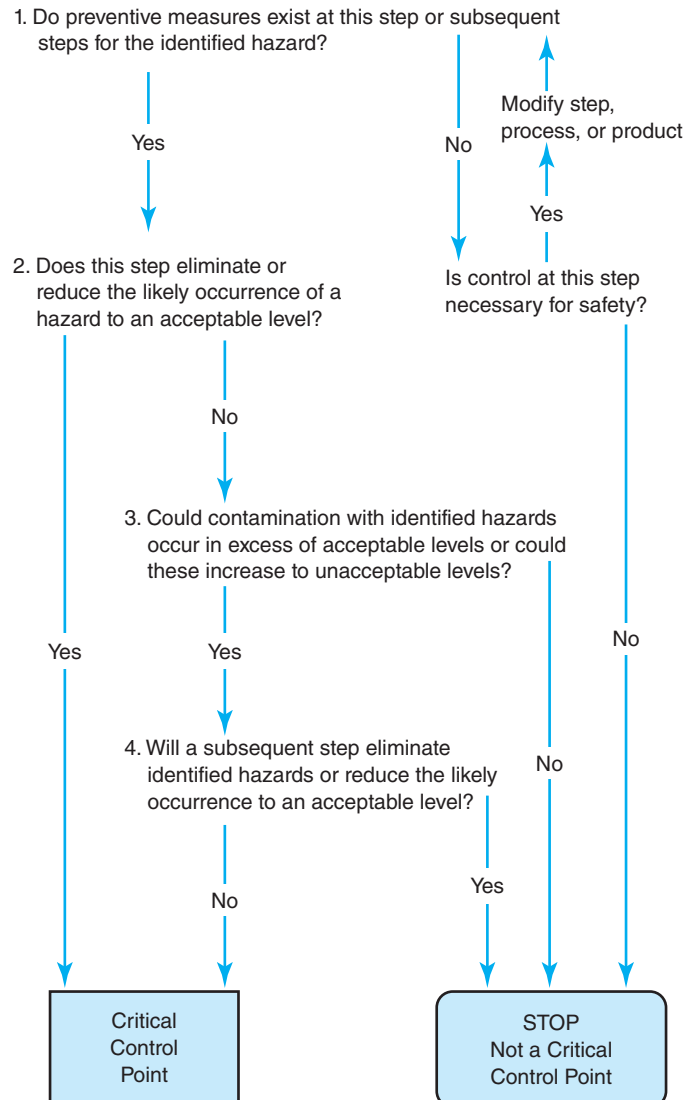 1. Do preventive measures exist at this step or subsequent
steps for the identified hazard?
Modify step,
process, or product
Yes
No
Yes
2. Does this step eliminate or
reduce the likely occurrence of a
hazard to an acceptable level?
Is control at this step
necessary for safety?
No
3. Could contamination with identified hazards
occur in excess of acceptable levels or could
these increase to unacceptable levels?
Yes
Yes
No
4. Will a subsequent step eliminate
identified hazards or reduce the likely
occurrence to an acceptable level?
No
Yes
No
Critical
Control
Point
STOP
Not a Critical
Control Point